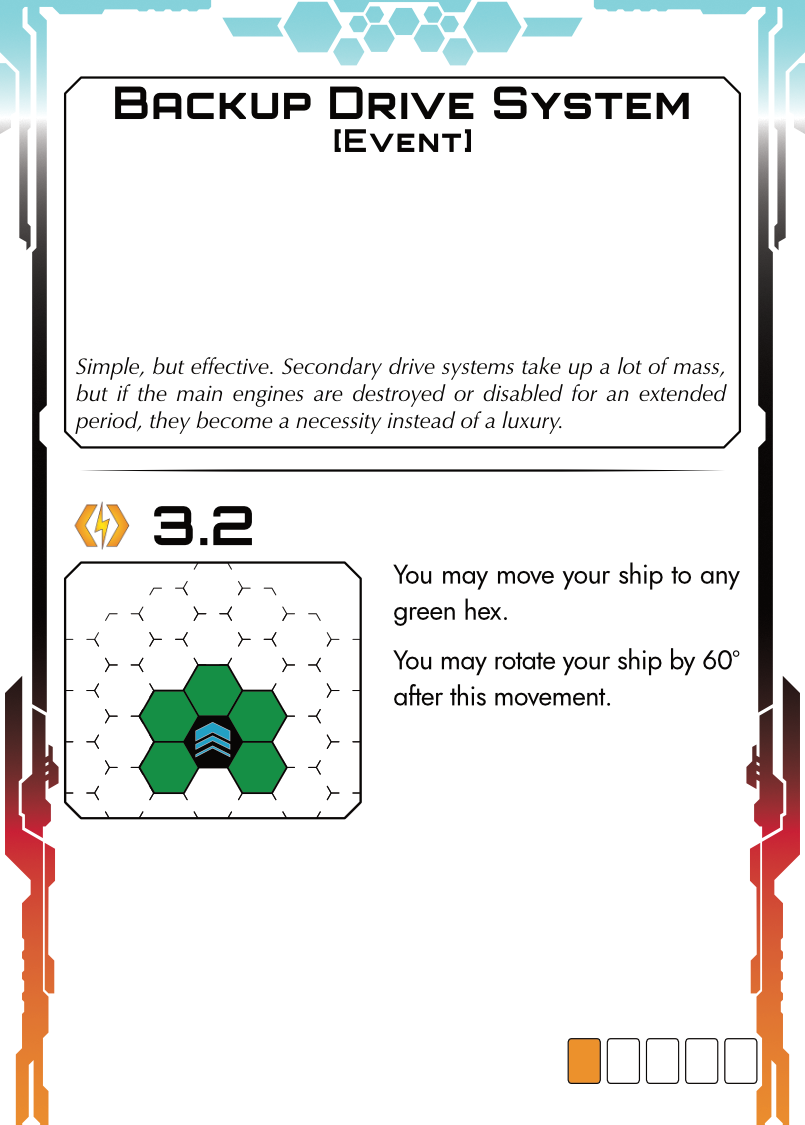 Backup Drive System
[Event]
Simple, but effective. Secondary drive systems take up a lot of mass,
but if the main engines are destroyed or disabled for an extended
period, they become a necessity instead of a luxury.
3.2
You may move your ship to any
green hex.
You may rotate your ship by 60°
after this movement.